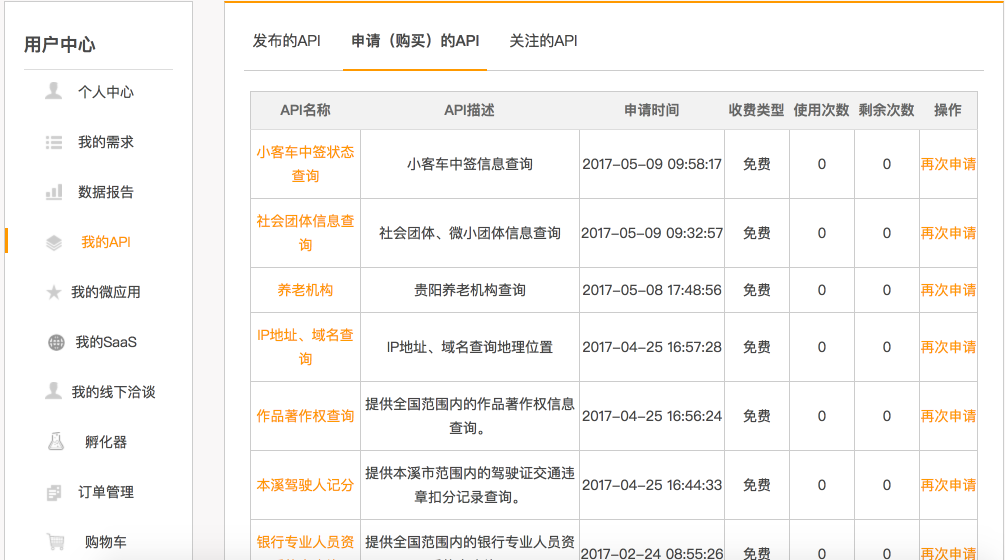 用户中心
个人中心
我的需求
数据报告
我的API
我的微应用
我的SaaS
我的线下洽谈
孵化器
订单管理
购物车
发布的API 申请（购买）的API 关注的API
API名称 API描述 申请时间 收费类型 使用次数 剩余次数 操作
小客车中签状态
查询
小客车中签信息查询 2017-05-09 09:58:17 免费 0 0 再次申请
社会团体信息查
询
社会团体、微小团体信息查询 2017-05-09 09:32:57 免费 0 0 再次申请
养老机构 贵阳养老机构查询 2017-05-08 17:48:56 免费 0 0 再次申请
IP地址、域名查
询
IP地址、域名查询地理位置 2017-04-25 16:57:28 免费 0 0 再次申请
作品著作权查询
提供全国范围内的作品著作权信息
查询。
2017-04-25 16:56:24 免费 0 0 再次申请
本溪驾驶人记分
提供本溪市范围内的驾驶证交通违
章扣分记录查询。
2017-04-25 16:44:33 免费 0 0 再次申请
银行专业人员资
提供全国范围内的银行专业人员资
2017-02-24 08:55:26 免费 0 0 再次申请